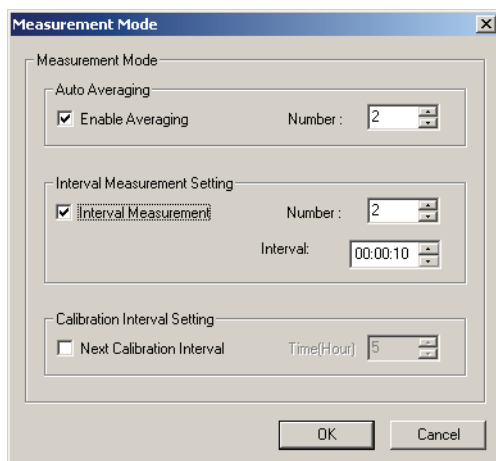 Measurement Mode
Measurement Mode
Auto Averaging
Enable Averaging
Number :
2
Interval Measurement Setting
Interval Measurement
Number :
2
Interval:
00:00:10
Calibration Interval Setting
Next Calibration Interval
Time(Hour)
5
OK
Cancel